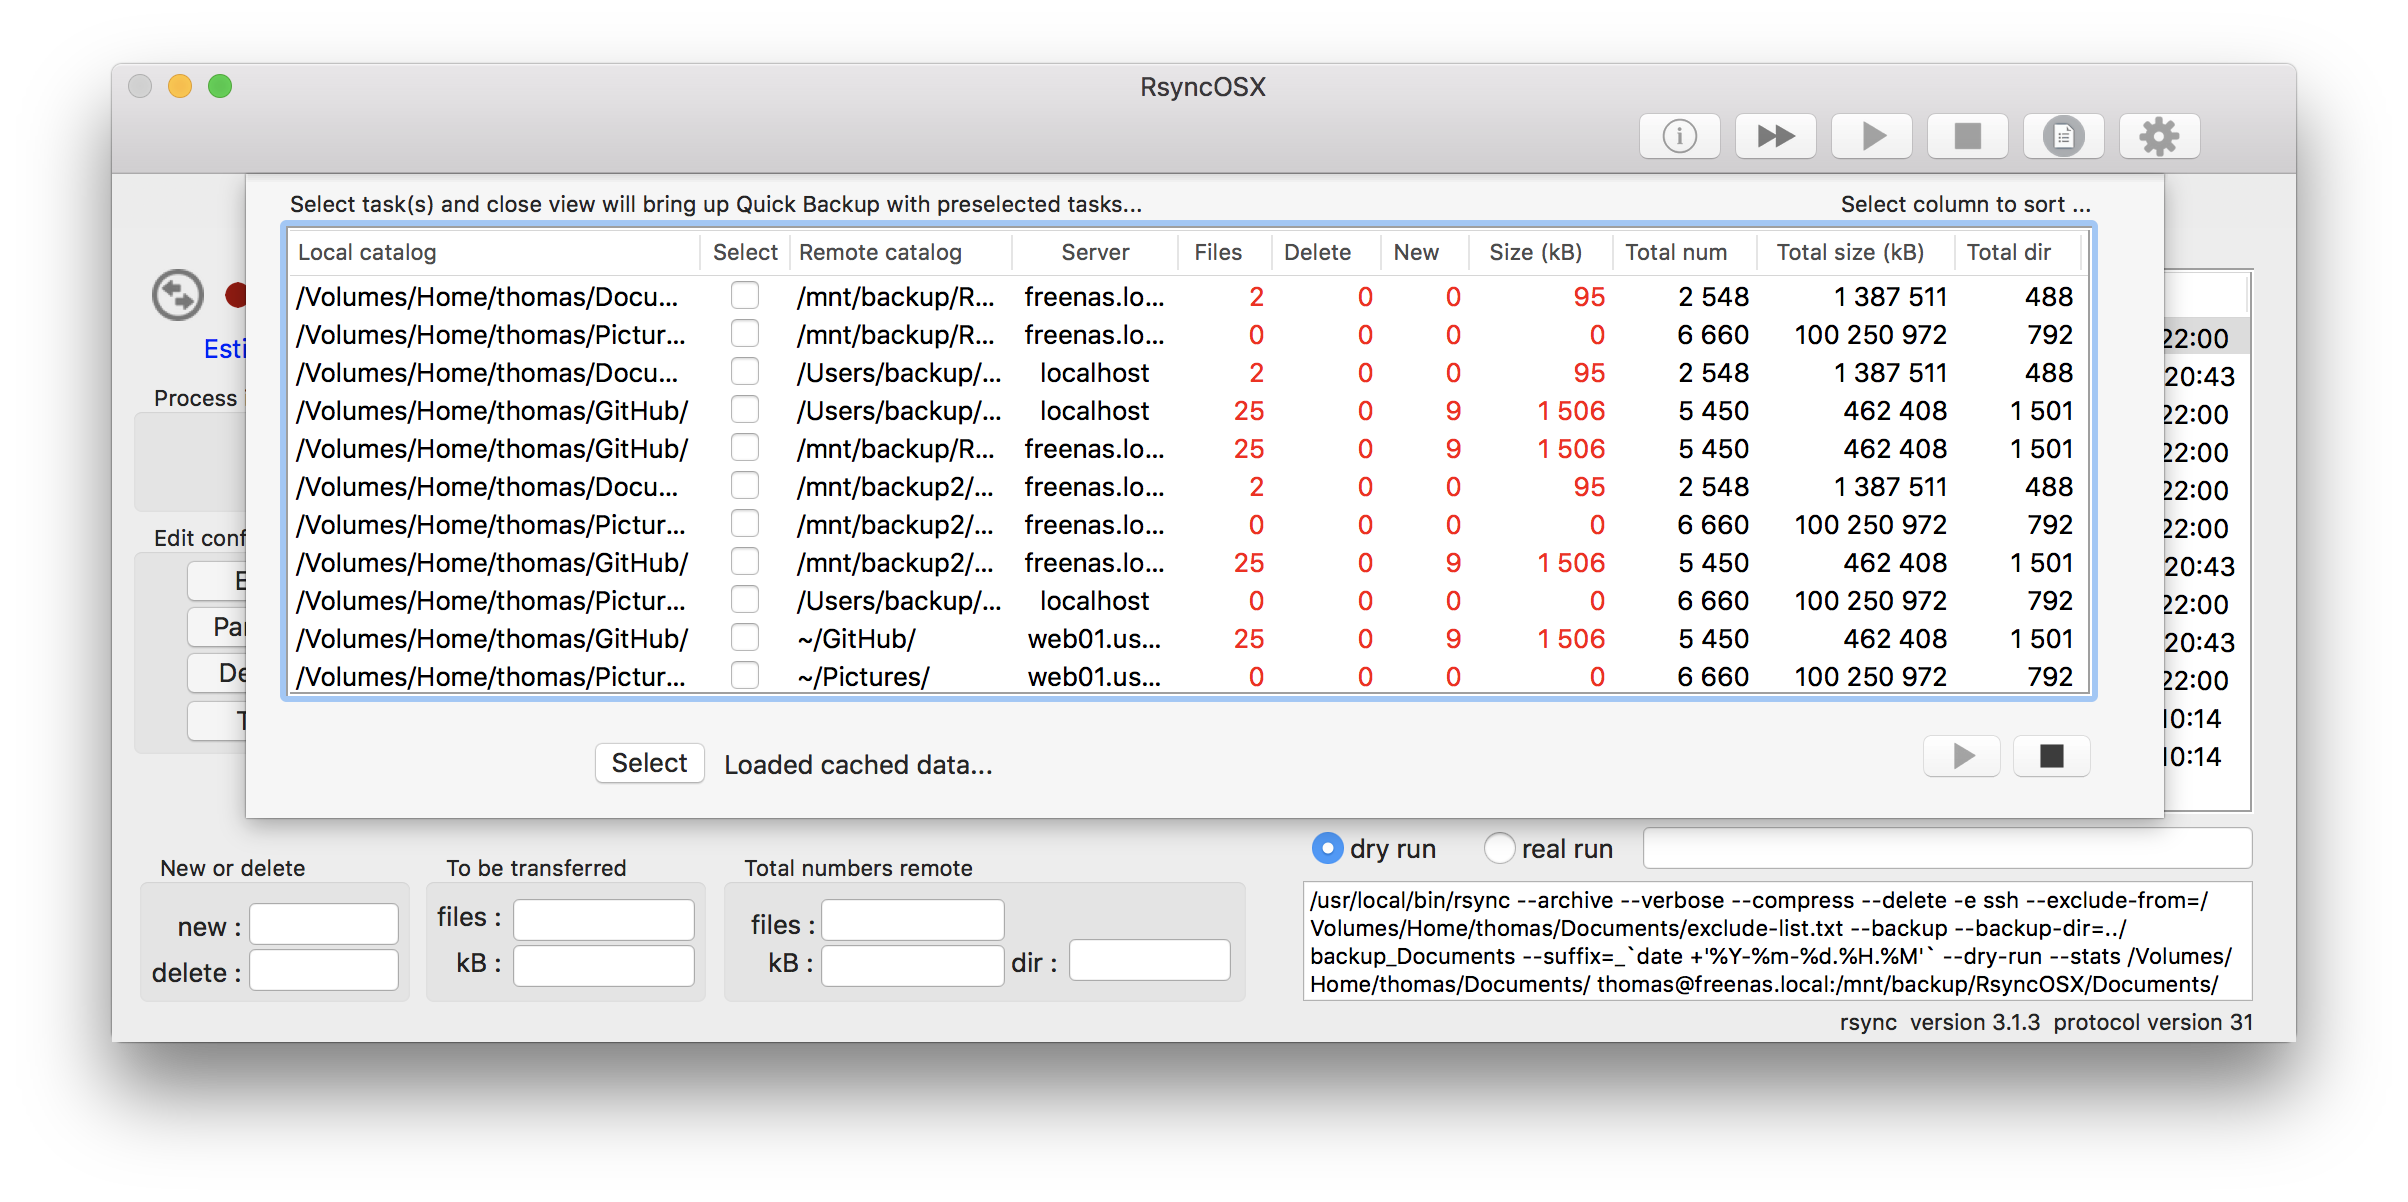 RsyncOSX
Select task(s) and close view will bring up Quick Backup with preselected tasks... Select column to sort ...
Local catalog Select Remote catalog Server Files Delete New Size (kB) Total num Total size (kB) Total dir
/Volumes/Home/thomas/Docu... /mnt/backup/R... freenas.lo... 2 0 0 95 2 548 1 387 511 488
/Volumes/Home/thomas/Pictur... /mnt/backup/R... freenas.lo... 0 0 0 0 6 660 100 250 972 792 22:00
Esti
/Volumes/Home/thomas/Docu... /Users/backup/... localhost 2 0 0 95 2 548 1 387 511 488 20:43
Process
/Volumes/Home/thomas/GitHub/ /Users/backup/... localhost 25 0 9 1 506 5 450 462 408 1 501 22:00
/Volumes/Home/thomas/GitHub/ /mnt/backup/R... freenas.lo... 25 0 9 1 506 5 450 462 408 1 501 22:00
/Volumes/Home/thomas/Docu... /mnt/backup2/... freenas.lo... 2 0 0 95 2 548 1 387 511 488 22:00
/Volumes/Home/thomas/Pictur... /mnt/backup2/... freenas.lo... 0 0 0 0 6 660 100 250 972 792 22:00
Edit conf
/Volumes/Home/thomas/GitHub/ /mnt/backup2/... freenas.lo... 25 0 9 1 506 5 450 462 408 1 501 20:43
/Volumes/Home/thomas/Pictur... /Users/backup/... localhost 0 0 0 0 6 660 100 250 972 792 22:00
Par
/Volumes/Home/thomas/GitHub/ ~/GitHub/ web01.us... 25 0 9 1 506 5 450 462 408 1 501 20:43
De
/Volumes/Home/thomas/Pictur... ~/Pictures/ web01.us... 0 0 0 0 6 660 100 250 972 792 22:00
10:14
Select Loaded cached data... 10:14
dry run real run
New or delete To be transferred Total numbers remote
new : files : files :
delete : kB : kB : dir :
/usr/local/bin/rsync --archive --verbose --compress --delete -e ssh --exclude-from=/
Volumes/Home/thomas/Documents/exclude-list.txt --backup --backup-dir=../
backup_Documents --suffix=_`date +'%Y-%m-%d.%H.%M'` --dry-run --stats /Volumes/
Home/thomas/Documents/ thomas@freenas.local:/mnt/backup/RsyncOSX/Documents/
rsync version 3.1.3 protocol version 31